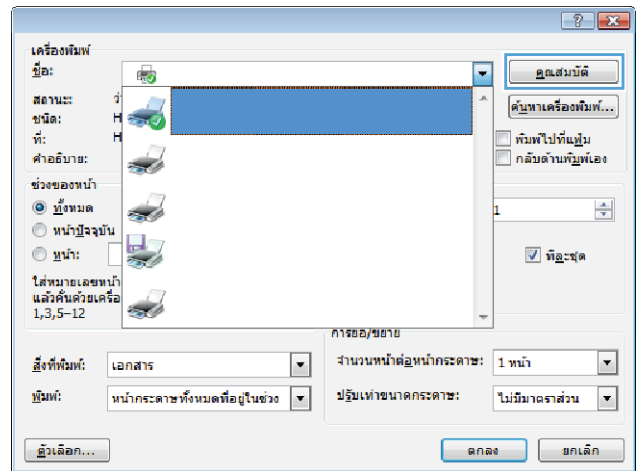 เครื่องพิมพ์
ชื่อ:
คุณสมบัติ
สถานะ: ว่
ชนิด: H
ที่: H
คำอธิบาย:
ค้นหาเครื่องพิมพ์...
พิมพ์ไปที่แฟ้ม
กลับด้านพิมพ์เอง
ช่วงของหน้า
ทั้งหมด
หน้าปัจจุบัน
หน้า:
ใส่หมายเลขหน้า
แล้วคั่นด้วยเครื่อ
1,3,5–12
1
ทีละชุด
การย่อ/ขยาย
สิ่งที่พิมพ์: เอกสาร
จำนวนหน้าต่อหน้ากระดาษ: 1 หน้า
พิมพ์: หน้ากระดาษทั้งหมดที่อยู่ในช่วง
ปรับเท่าขนาดกระดาษ: ไม่มีมาตราส่วน
ตัวเลือก...
ตกลง
ยกเลิก